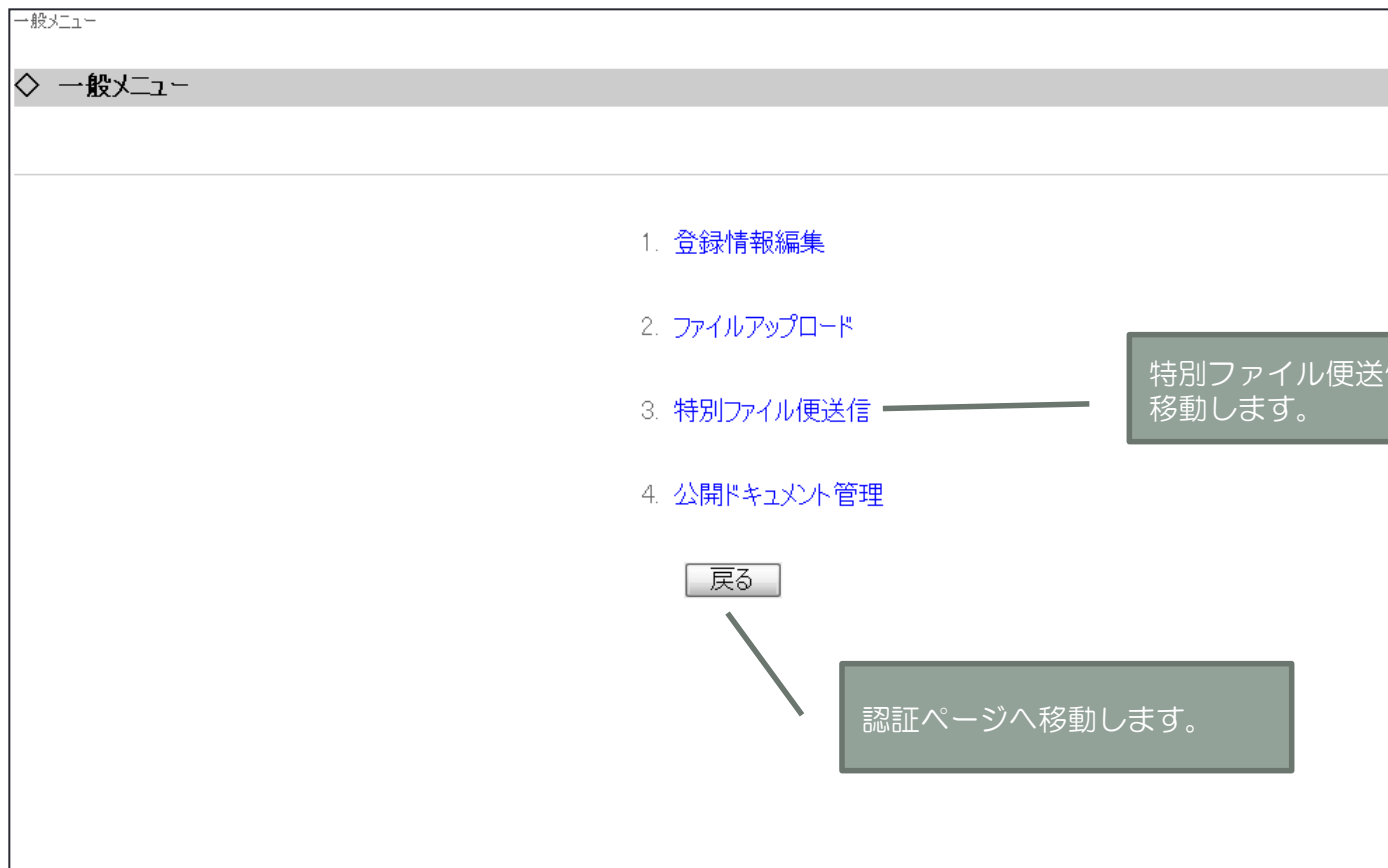 一般メニュー
◇ 一般メニュー
1. 登録情報編集
2. ファイルアップロード
3. 特別ファイル便送信
特別ファイル便送
移動します。
4. 公開ドキュメント管理
戻る
認証ページへ移動します。